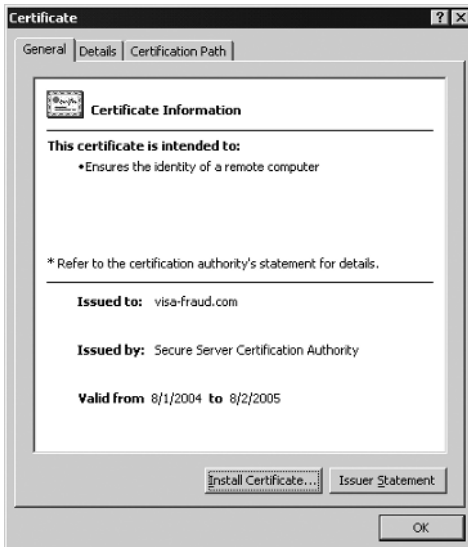 Certificate
General Details Certification Path
Certificate Information
This certificate is intended to:
•Ensures the identity of a remote computer
* Refer to the certification authority's statement for details.
Issued to: visa-fraud.com
Issued by: Secure Server Certification Authority
Valid from 8/1/2004 to 8/2/2005
Install Certificate... Issuer Statement
OK